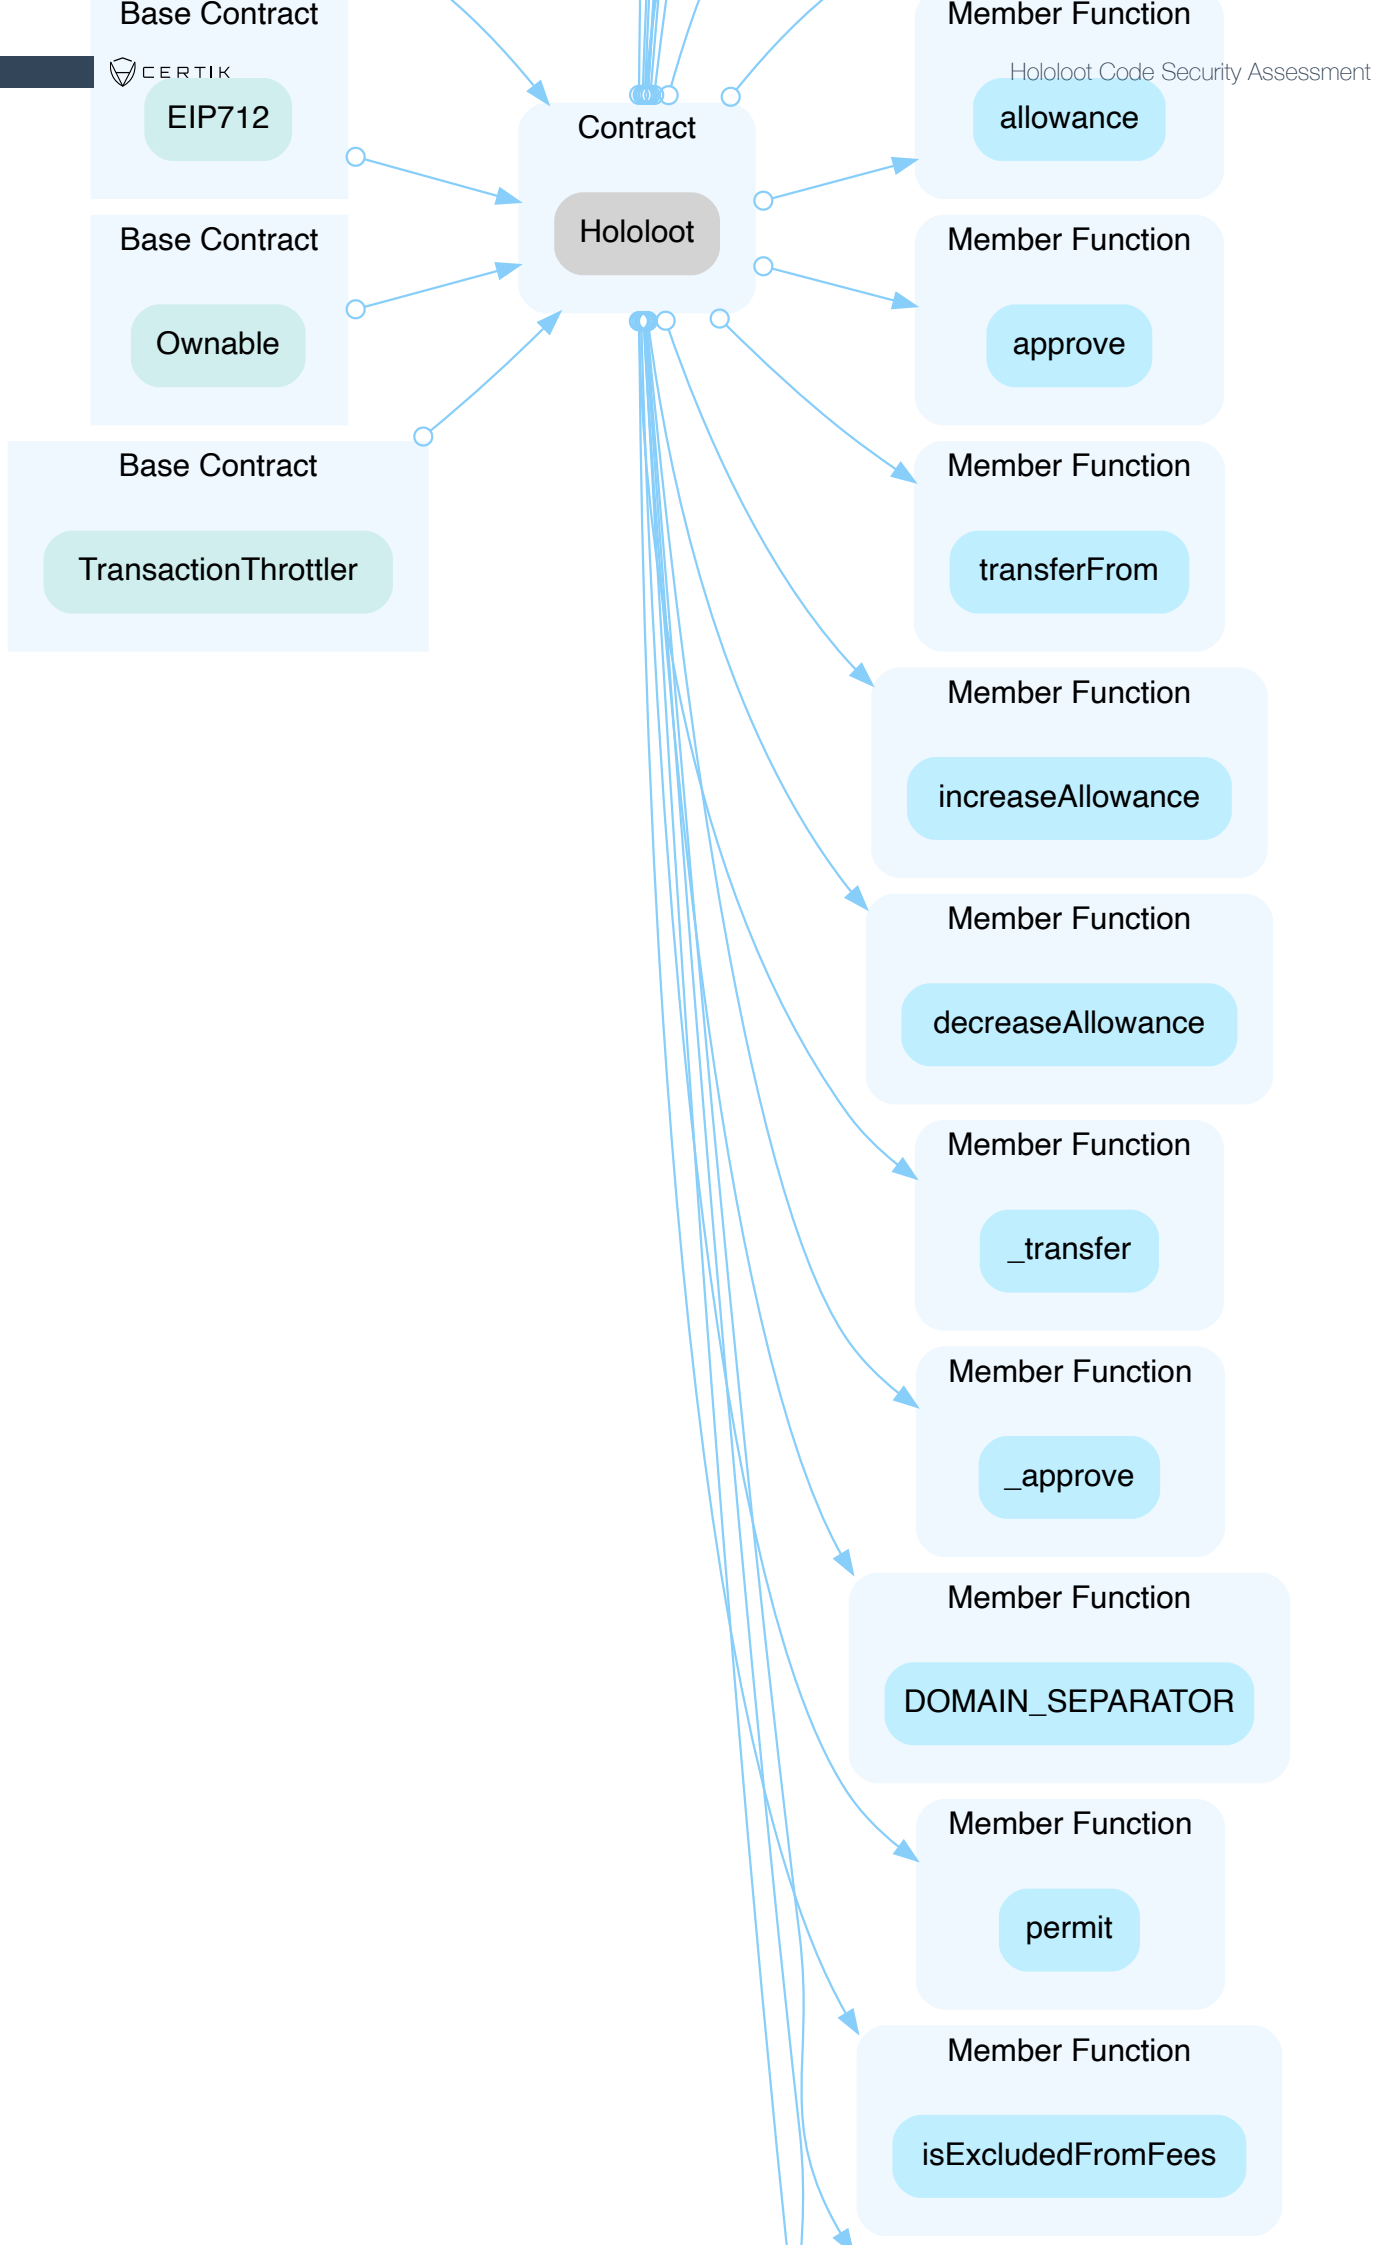 Base Contract
Member Function
CERTIK
Hololoot Code Security Assessment
EIP712
Contract
allowance
Hololoot
Base Contract
Member Function
Ownable
approve
Base Contract
Member Function
TransactionThrottler
transferFrom
Member Function
increaseAllowance
Member Function
decreaseAllowance
Member Function
_transfer
Member Function
_approve
Member Function
DOMAIN_SEPARATOR
Member Function
permit
Member Function
isExcludedFromFees